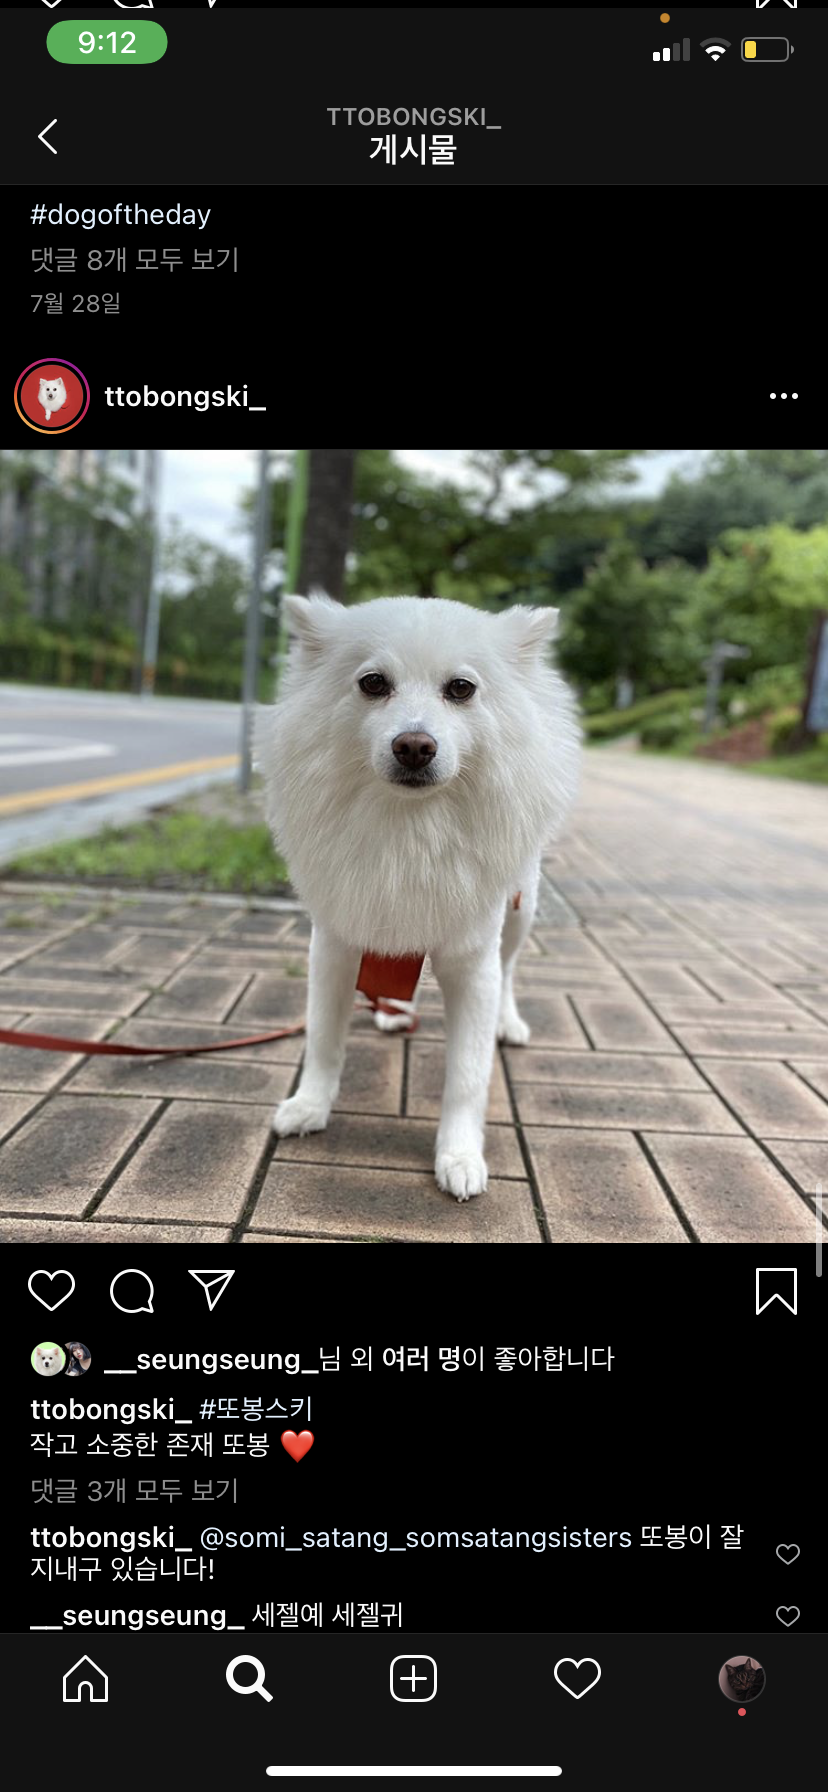 9:12
TTOBONGSKI_
게시물
#dogoftheday
댓글 8개 모두 보기
7월 28일
ttobongski_
__seungseung_님 외 여러 명이 좋아합니다
ttobongski_ #또봉스키
작고 소중한 존재 또봉 ❤️
댓글 3개 모두 보기
ttobongski_ @somi_satang_somsatangsisters 또봉이 잘
지내구 있습니다!
__seungseung_ 세젤예 세젤귀